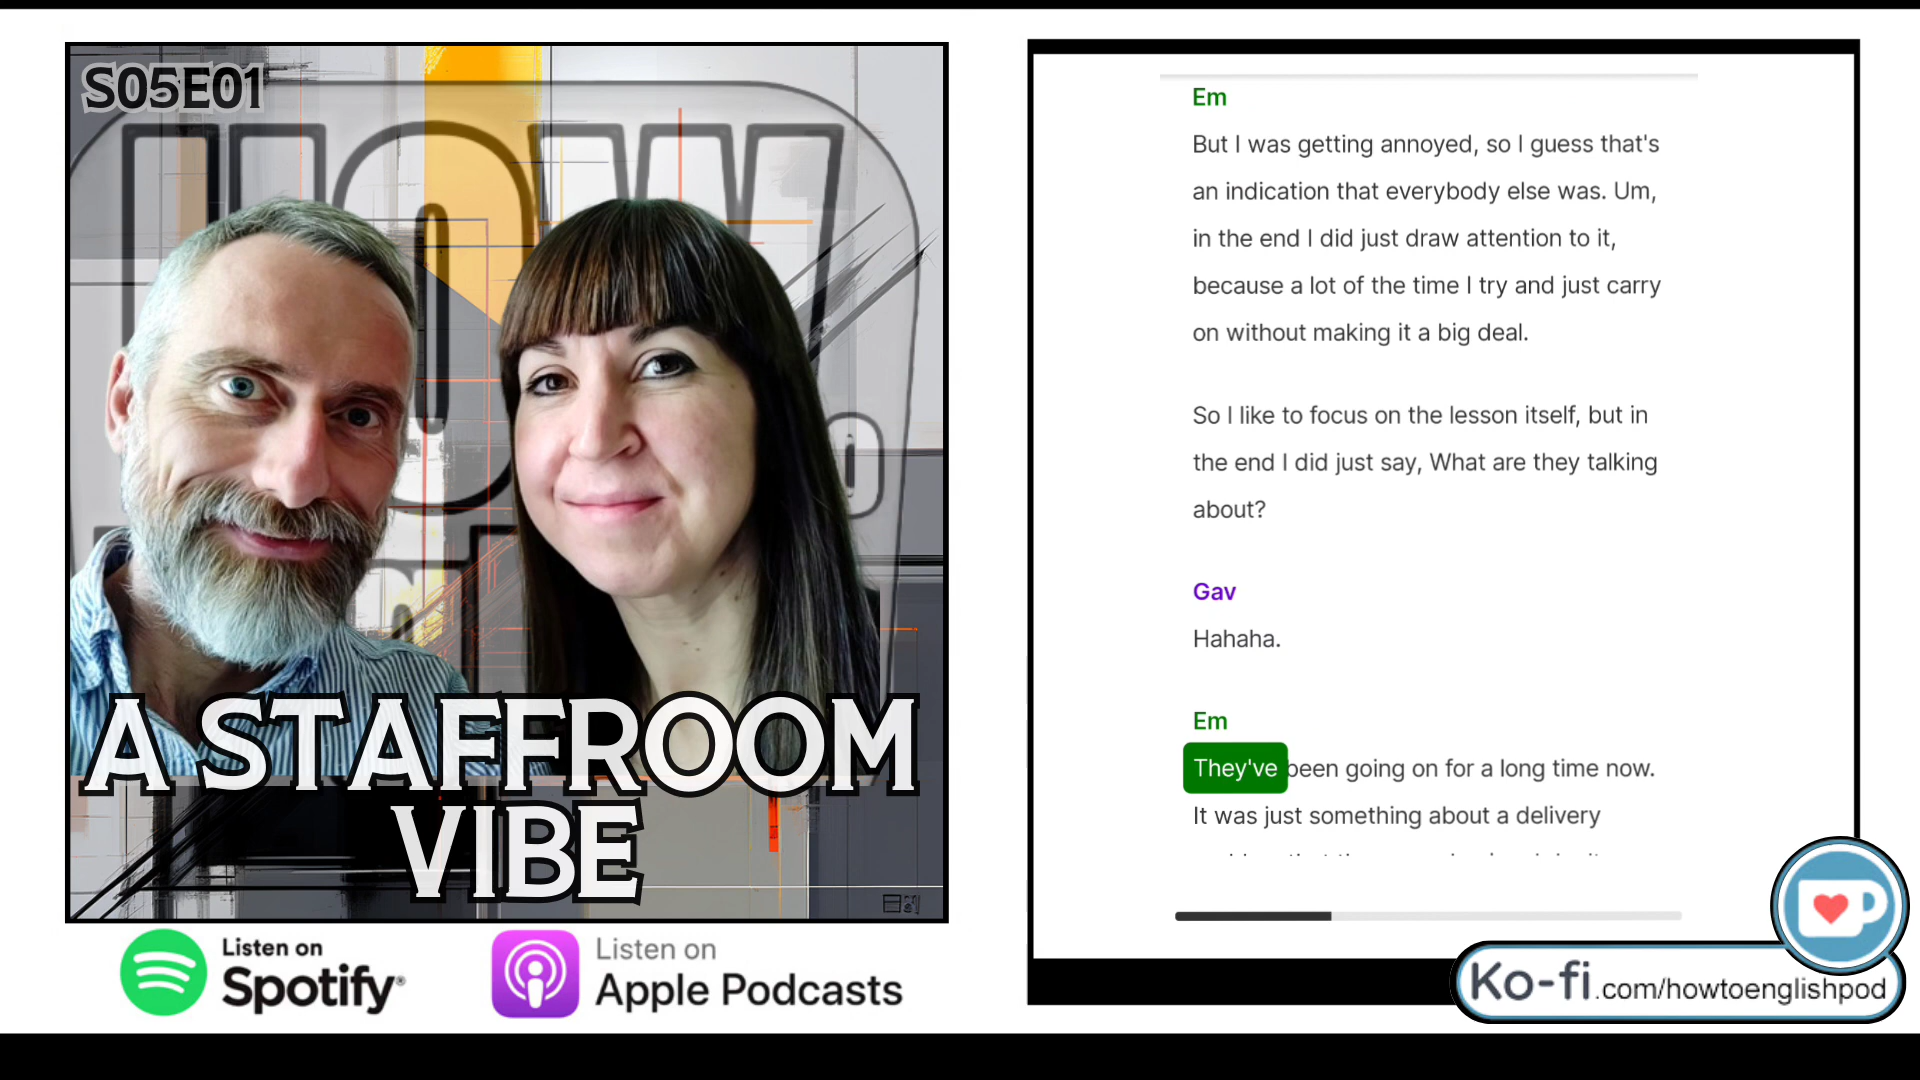 S05E01
HOW
TO
A STAFFROOM
VIBE
Listen on
Spotify®
Listen on
Apple Podcasts
Em
But I was getting annoyed, so I guess that's
an indication that everybody else was. Um,
in the end I did just draw attention to it,
because a lot of the time I try and just carry
on without making it a big deal.
So I like to focus on the lesson itself, but in
the end I did just say, What are they talking
about?
Gav
Hahaha.
Em
They've been going on for a long time now.
It was just something about a delivery
Ko-fi.com/howtoenglishpod